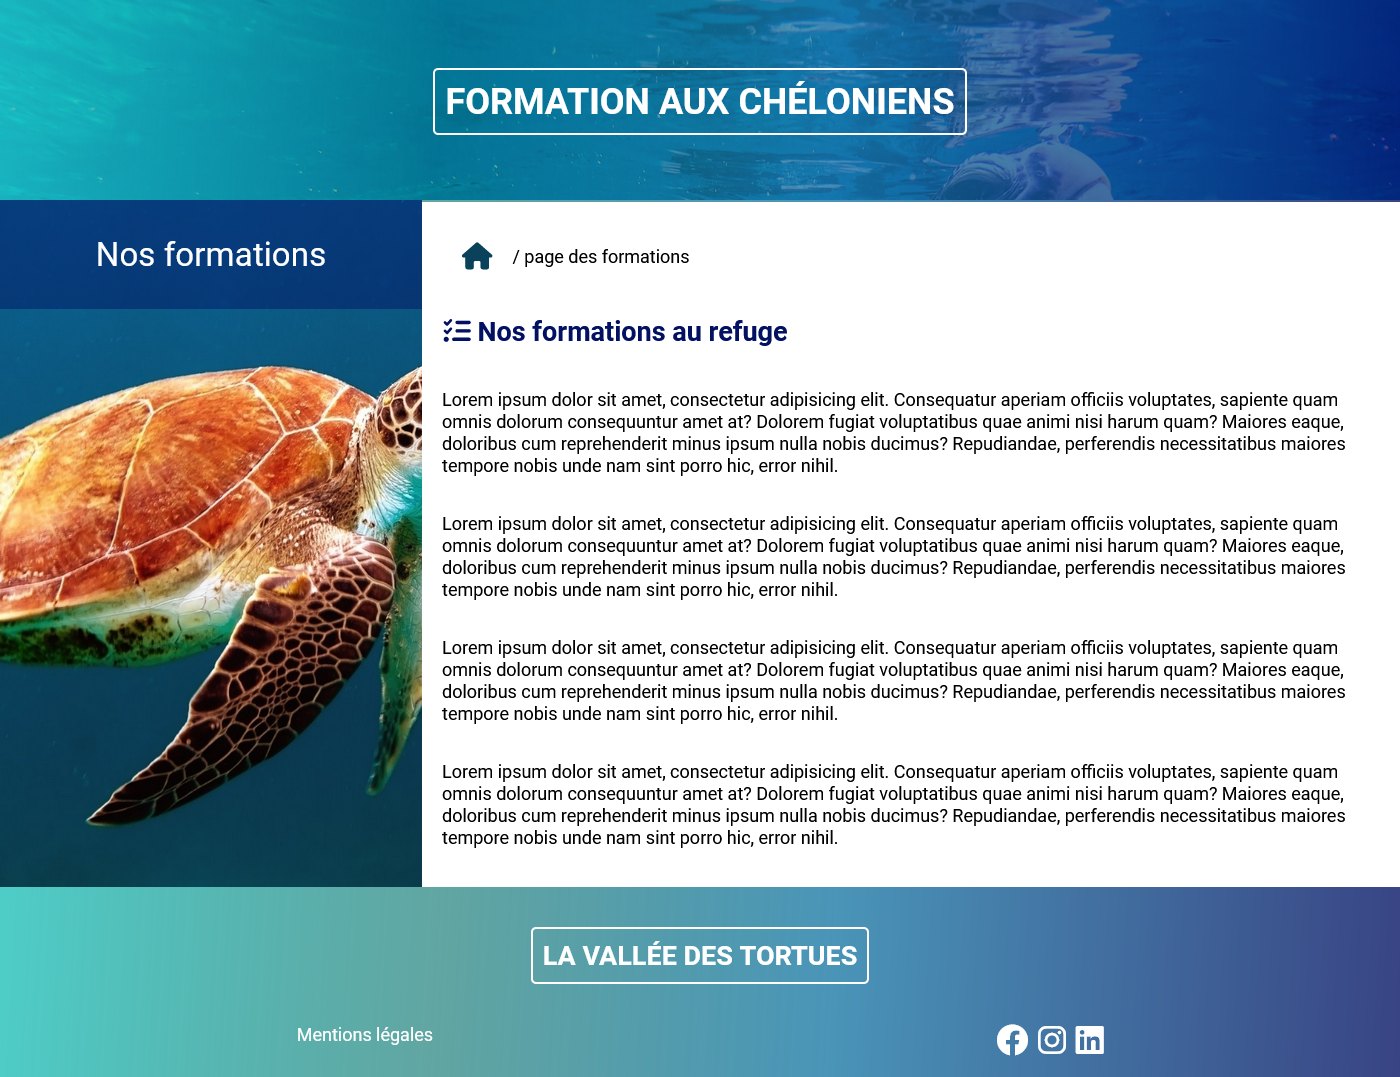 FORMATION AUX CHÉLONIENS
Nos formations
/ page des formations
Nos formations au refuge
Lorem ipsum dolor sit amet, consectetur adipisicing elit. Consequatur aperiam officiis voluptates, sapiente quam
omnis dolorum consequuntur amet at? Dolorem fugiat voluptatibus quae animi nisi harum quam? Maiores eaque,
doloribus cum reprehenderit minus ipsum nulla nobis ducimus? Repudiandae, perferendis necessitatibus maiores
tempore nobis unde nam sint porro hic, error nihil.
Lorem ipsum dolor sit amet, consectetur adipisicing elit. Consequatur aperiam officiis voluptates, sapiente quam
omnis dolorum consequuntur amet at? Dolorem fugiat voluptatibus quae animi nisi harum quam? Maiores eaque,
doloribus cum reprehenderit minus ipsum nulla nobis ducimus? Repudiandae, perferendis necessitatibus maiores
tempore nobis unde nam sint porro hic, error nihil.
Lorem ipsum dolor sit amet, consectetur adipisicing elit. Consequatur aperiam officiis voluptates, sapiente quam
omnis dolorum consequuntur amet at? Dolorem fugiat voluptatibus quae animi nisi harum quam? Maiores eaque,
doloribus cum reprehenderit minus ipsum nulla nobis ducimus? Repudiandae, perferendis necessitatibus maiores
tempore nobis unde nam sint porro hic, error nihil.
Lorem ipsum dolor sit amet, consectetur adipisicing elit. Consequatur aperiam officiis voluptates, sapiente quam
omnis dolorum consequuntur amet at? Dolorem fugiat voluptatibus quae animi nisi harum quam? Maiores eaque,
doloribus cum reprehenderit minus ipsum nulla nobis ducimus? Repudiandae, perferendis necessitatibus maiores
tempore nobis unde nam sint porro hic, error nihil.
LA VALLÉE DES TORTUES
Mentions légales